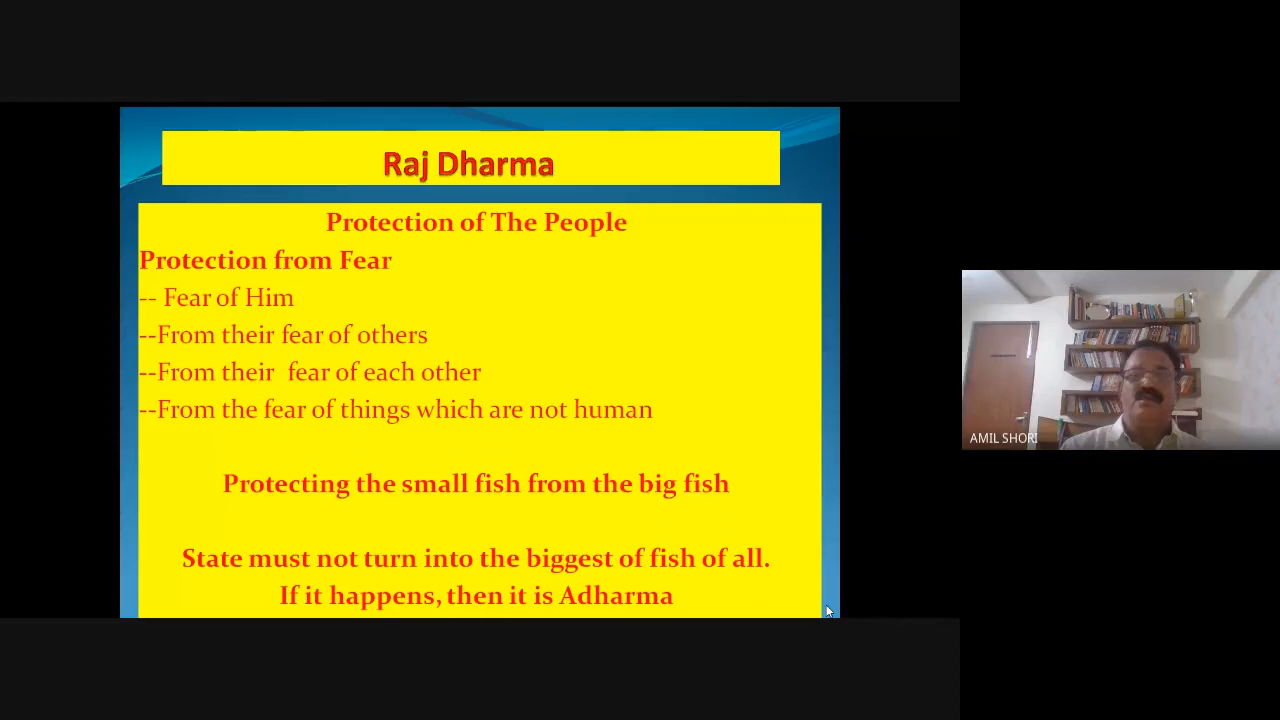 Raj Dharma
Protection of The People
Protection from Fear
-- Fear of Him
--From their fear of others
--From their  fear of each other
--From the fear of things which are not human
Protecting the small fish from the big fish
State must not turn into the biggest of fish of all.
If it happens, then it is Adharma
AMIL SHORI